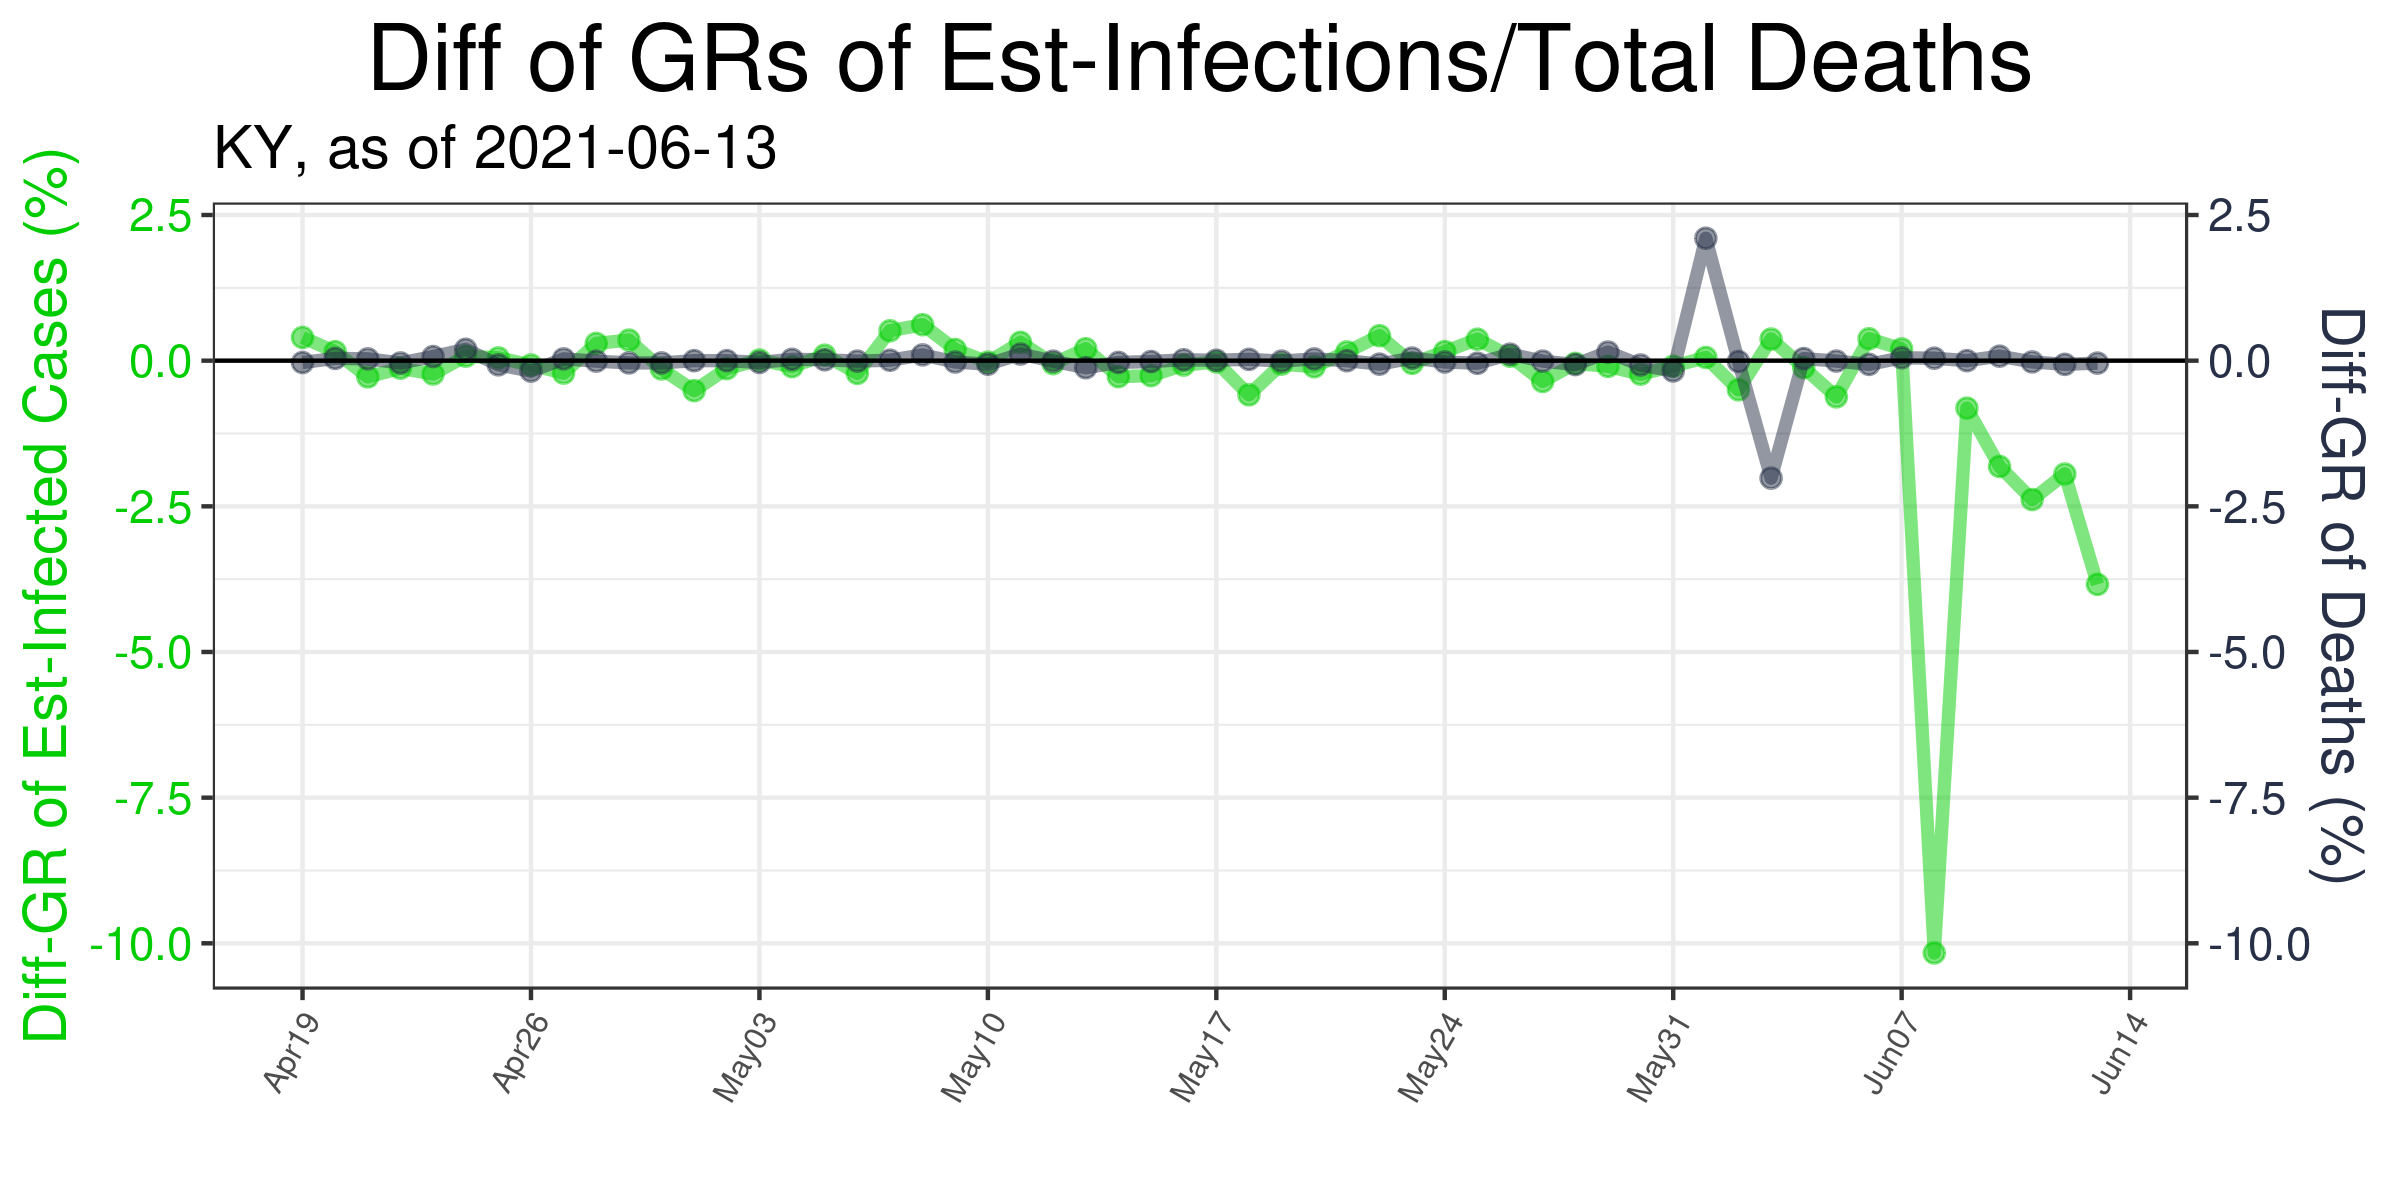 Diff of GRs of Est-Infections/Total Deaths
KY, as of 2021-06-13
Diff-GR of Est-Infected Cases (%)
2.5
0.0
-2.5
-5.0
-7.5
-10.0
2.5
0.0
-2.5
-5.0
-7.5
-10.0
Diff-GR of Deaths (%)
Apr19
Apr26
May03
May10
May17
May24
May31
Jun07
Jun14